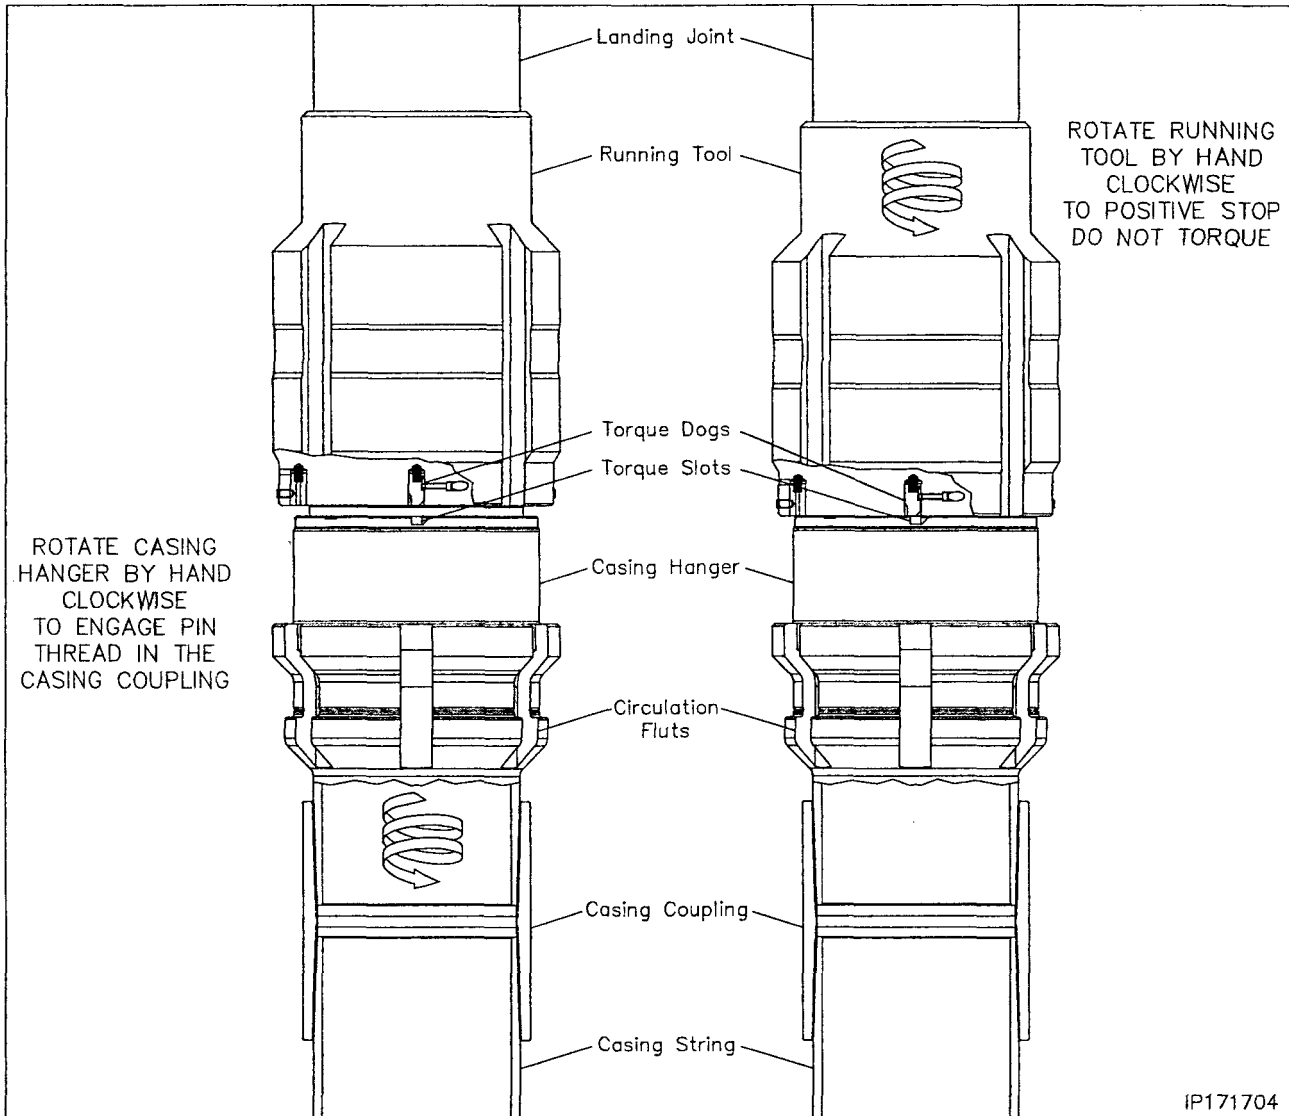 Landing Joint
Running Tool
ROTATE RUNNING
TOOL BY HAND
CLOCKWISE
TO POSITIVE STOP
DO NOT TORQUE
Torque Dogs
Torque Slots
ROTATE CASING
HANGER BY HAND
CLOCKWISE
TO ENGAGE PIN
THREAD IN THE
CASING COUPLING
Casing Hanger
Circulation
Fluts
Casing Coupling
Casing String
IP171704